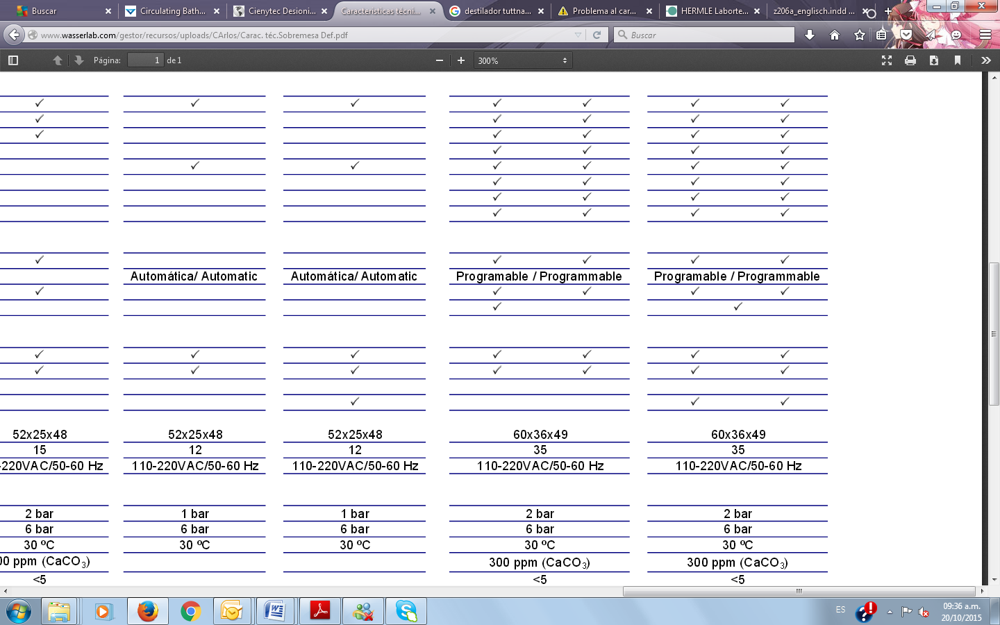 Buscar
Circulating Bath...
Cienytec Desioni...
Características técni...
destilador tuttna...
Problema al car...
HERMLE Laborte...
z206a_englisch.indd
www.wasserlab.com/gestor/recursos/uploads/CArlos/Carac. téc.Sobremesa Def.pdf
Buscar
Página: 1 de 1
300%
✓ ✓ ✓ ✓ ✓ ✓ ✓
✓ ✓ ✓ ✓ ✓
✓ ✓ ✓ ✓ ✓
✓ ✓ ✓ ✓
✓ ✓ ✓ ✓ ✓ ✓
✓ ✓ ✓ ✓
✓ ✓ ✓ ✓
✓ ✓ ✓ ✓
✓ ✓ ✓ ✓ ✓
Automática/ Automatic Automática/ Automatic Programable / Programmable Programable / Programmable
✓ ✓ ✓ ✓ ✓
✓ ✓
✓ ✓ ✓ ✓ ✓ ✓ ✓
✓ ✓ ✓ ✓ ✓ ✓ ✓
✓ ✓ ✓
52x25x48 52x25x48 52x25x48 60x36x49 60x36x49
15 12 12 35 35
-220VAC/50-60 Hz 110-220VAC/50-60 Hz 110-220VAC/50-60 Hz 110-220VAC/50-60 Hz 110-220VAC/50-60 Hz
2 bar 1 bar 1 bar 2 bar 2 bar
6 bar 6 bar 6 bar 6 bar 6 bar
30 ºC 30 ºC 30 ºC 30 ºC 30 ºC
00 ppm (CaCO₃) 300 ppm (CaCO₃) 300 ppm (CaCO₃)
<5 <5 <5
ES
09:36 a.m.
20/10/2015